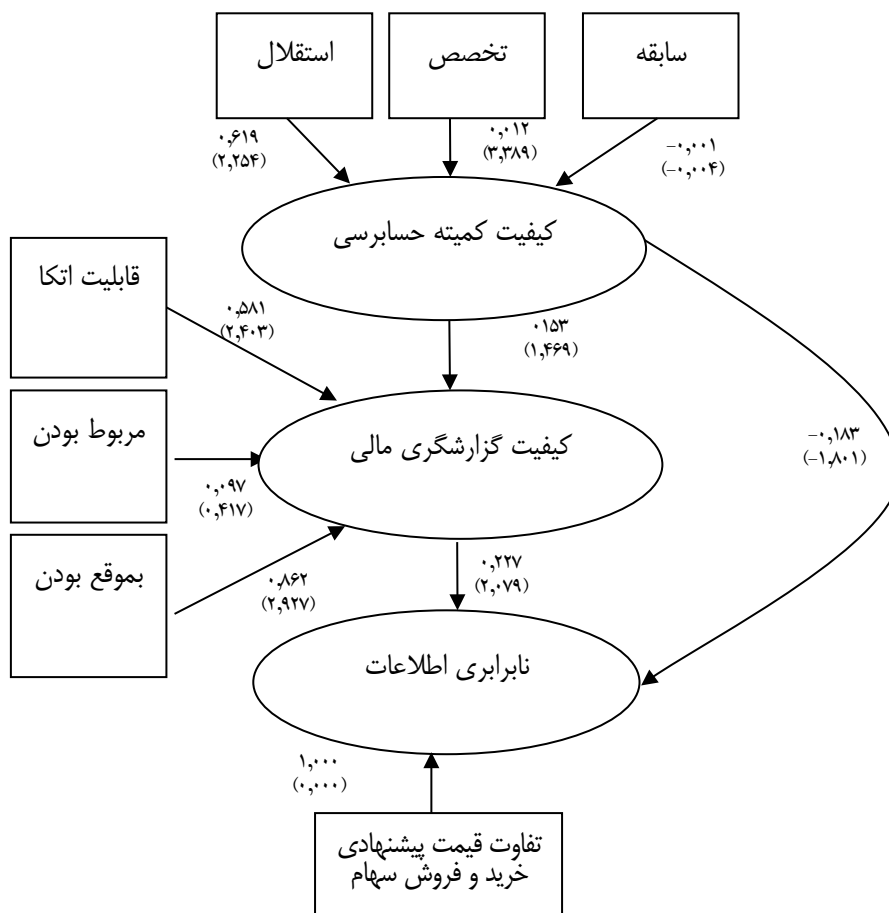 استقلال
تخصص
سابقه
۰,۶۱۹
(۲,۲۵۴)
۰,۰۱۲
(۳,۳۸۹)
-۰,۰۰۱
(-۰,۰۰۴)
کیفیت کمیته حسابرسی
قابلیت اتکا
۰,۵۸۱
(۲,۴۰۳)
۰۱۵۳
(۱,۴۶۹)
مربوط بودن
کیفیت گزارشگری مالی
-۰,۱۸۳
(-۱,۸۰۱)
۰,۰۹۷
(۰,۴۱۷)
بموقع بودن
۰,۸۶۲
(۲,۹۲۷)
۰,۲۲۷
(۲,۰۷۹)
نابرابری اطلاعات
۱,۰۰۰
(۰,۰۰۰)
تفاوت قیمت پیشنهادی
خرید و فروش سهام